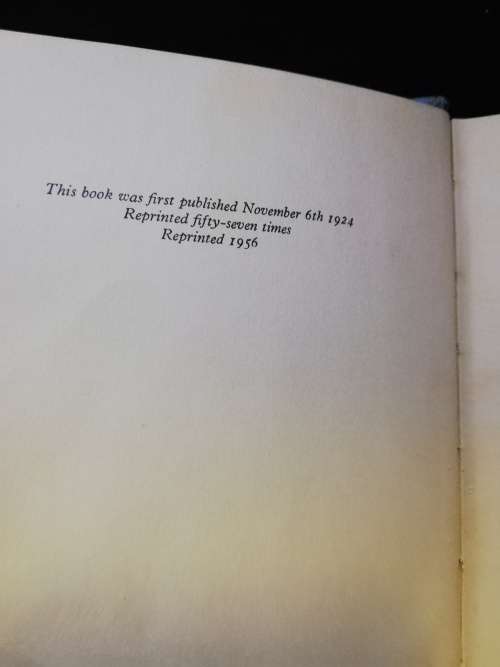 This book was first published November 6th 1924
Reprinted fifty-seven times
Reprinted 1956